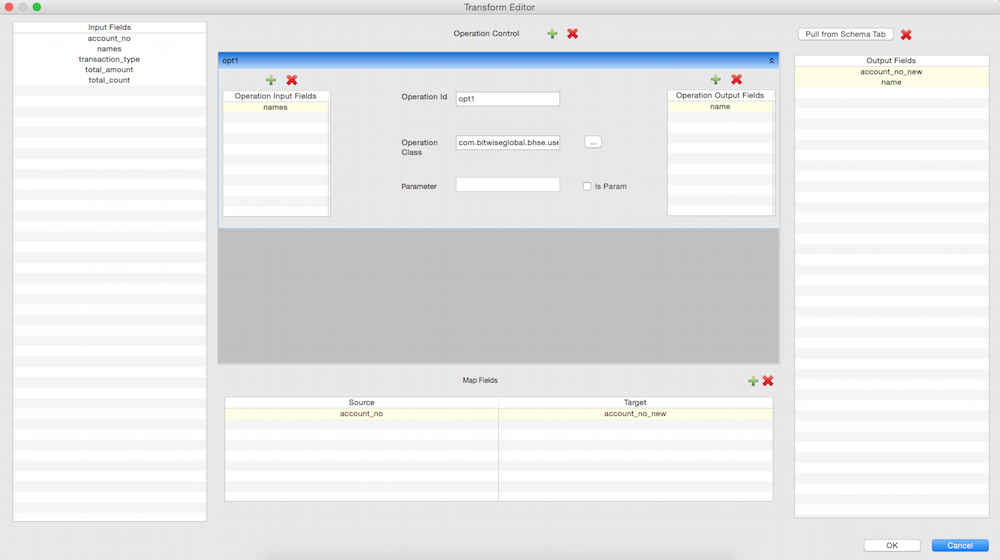 Transform Editor
Input Fields
account_no
names
transaction_type
total_amount
total_count
Operation Control
opt1
Operation Input Fields
names
Operation Id
opt1
Operation
Class
com.bitwiseglobal.bhse.use
...
Parameter
Is Param
Operation Output Fields
name
Map Fields
Source
Target
account_no
account_no_new
Pull from Schema Tab
Output Fields
account_no_new
name
OK
Cancel